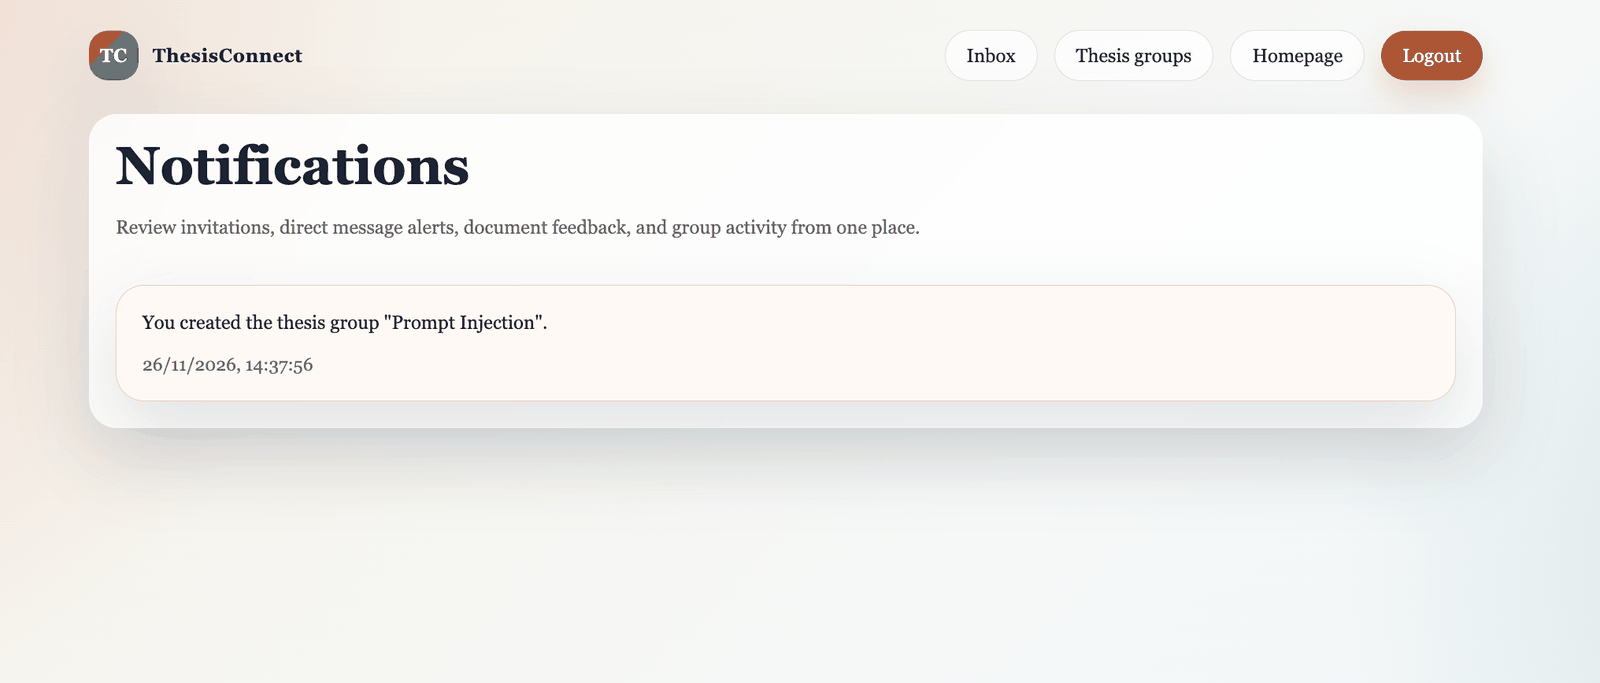 TC
ThesisConnect
Inbox
Thesis groups
Homepage
Logout
Notifications
Review invitations, direct message alerts, document feedback, and group activity from one place.
You created the thesis group "Prompt Injection".
26/11/2026, 14:37:56